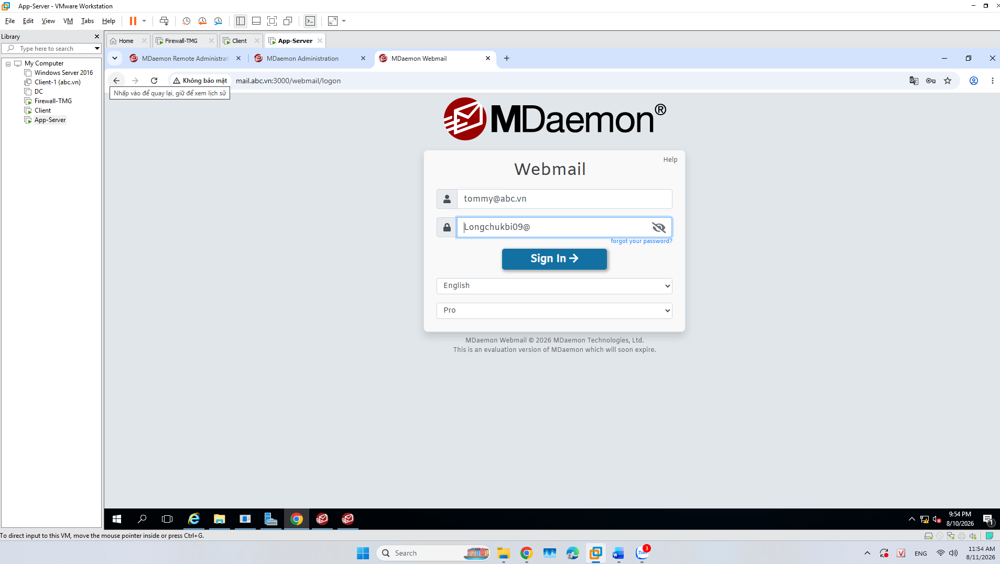 App-Server - VMware Workstation
File Edit View VM Tabs Help
Library
Type here to search
My Computer
Windows Server 2016
Client-1 (abc.vn)
DC
Firewall-TMG
Client
App-Server
Home Firewall-TMG Client App-Server
MDaemon Remote Administrati MDaemon Administration MDaemon Webmail
Không bảo mật mail.abc.vn:3000/webmail/logon
Nhấp vào để quay lại, giữ để xem lịch sử
MDaemon®
Help
Webmail
tommy@abc.vn
Longchukbi09@
forgot your password?
Sign In
English
Pro
MDaemon Webmail © 2026 MDaemon Technologies, Ltd.
This is an evaluation version of MDaemon which will soon expire.
9:54 PM
8/10/2026
1
To direct input to this VM, move the mouse pointer inside or press Ctrl+G.
Search
Zalo
3
V
ENG
11:54 AM
8/11/2026